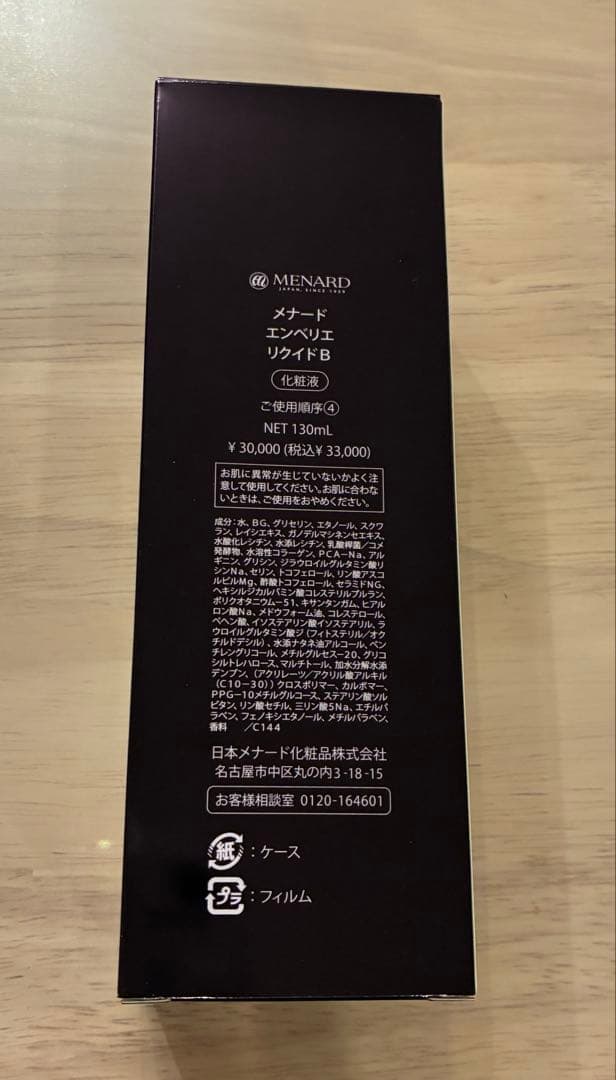 MENARD
JAPAN, SINCE 1959
メナード
エンベリエ
リクイドB
化粧液
ご使用順序④
NET 130mL
¥30,000(税込¥33,000)
お肌に異常が生じていないかよく注
意して使用してください。お肌に合わな
いときは、ご使用をおやめください。
成分:水、BG、グリセリン、エタノール、スクワ
ラン、レイシエキス、ガノデルマシネンセエキス、
水酸化レシチン、水添レシチン、乳酸桿菌/コメ
発酵物、水溶性コラーゲン、PCA-Na、アル
ギニン、グリシン、ジラウロイルグルタミン酸リ
シンNa、セリン、トコフェロール、リン酸アスコ
ルビルMg、酢酸トコフェロール、セラミドNG、
ヘキシルジカルバミン酸コレステリルプルラン、
ポリクオタニウム-51、キサンタンガム、ヒアル
ロン酸Na、メドウフォーム油、コレステロール、
ベヘン酸、イソステアリン酸イソステアリル、ラ
ウロイルグルタミン酸ジ(フィトステリル/オク
チルドデシル)、水添ナタネ油アルコール、ペン
チレングリコール、メチルグルセス-20、グリコ
シルトレハロース、マルチトール、加水分解水添
デンプン、(アクリレーツ/アクリル酸アルキル
(C10-30))クロスポリマー、カルボマー、
PPG-10メチルグルコース、ステアリン酸ソル
ビタン、リン酸セチル、三リン酸5Na、エチルパ
ラベン、フェノキシエタノール、メチルパラベン、
香料 /C144
日本メナード化粧品株式会社
名古屋市中区丸の内3-18-15
お客様相談室 0120-164601
紙:ケース
プラ:フィルム